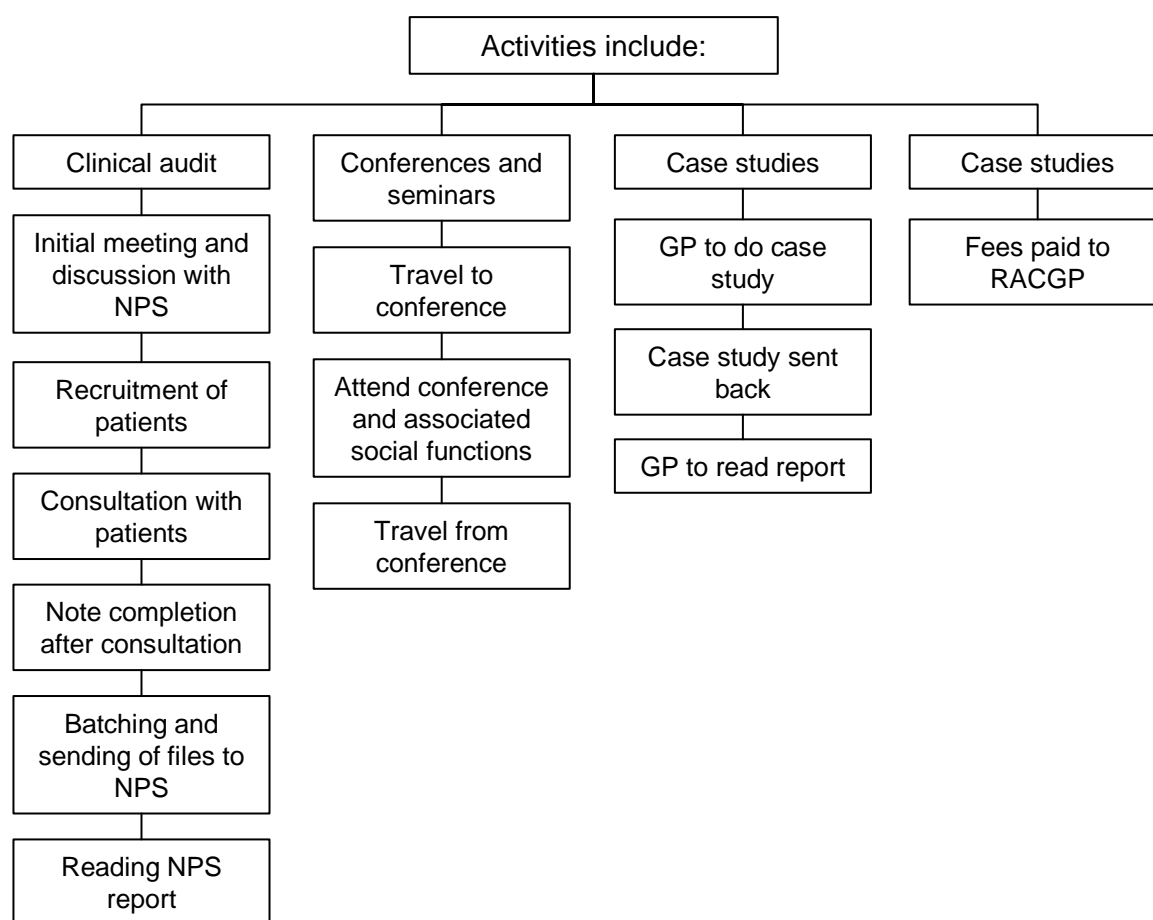 Activities include:
Clinical audit
Initial meeting and
discussion with
NPS
Recruitment of
patients
Consultation with
patients
Note completion
after consultation
Batching and
sending of files to
NPS
Reading NPS
report
Conferences and
seminars
Travel to
conference
Attend conference
and associated
social functions
Travel from
conference
Case studies
GP to do case
study
Case study sent
back
GP to read report
Case studies
Fees paid to
RACGP